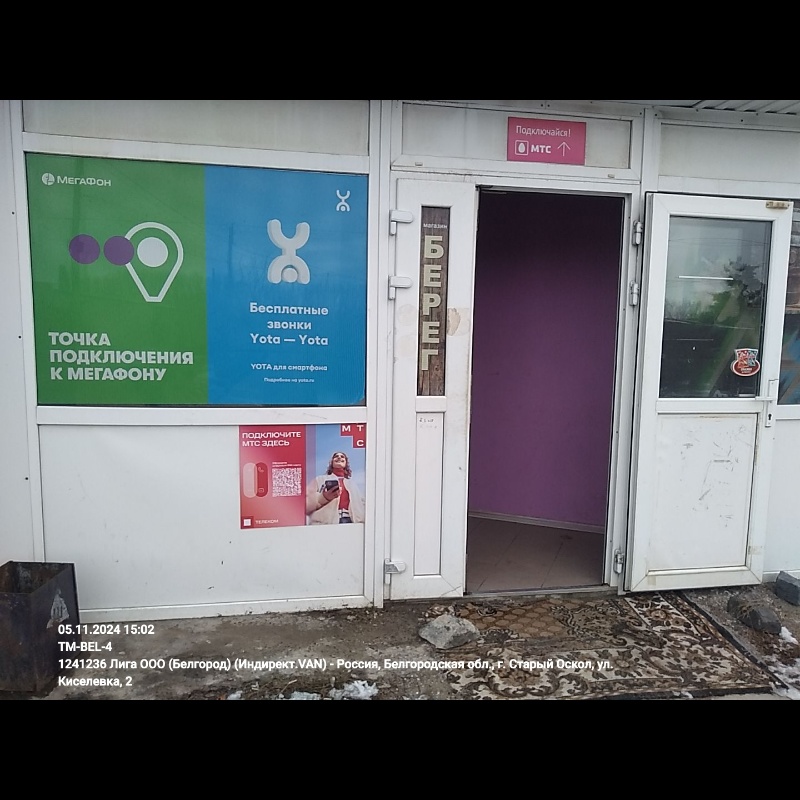 МЕГАФОН
ТОЧКА
ПОДКЛЮЧЕНИЯ
К МЕГАФОНУ
Бесплатные
звонки
Yota — Yota
YOTA для смартфона
Подробнее на yota.ru
Подключайся!
МТС
магазин
БЕРЕГ
ПОДКЛЮЧИТЕ
МТС ЗДЕСЬ
МТС
ТЕЛЕКОМ
05.11.2024 15:02
TM-BEL-4
1241236 Лига ООО (Белгород) (Индирект.VAN) - Россия, Белгородская обл., г. Старый Оскол, ул.
Киселевка, 2